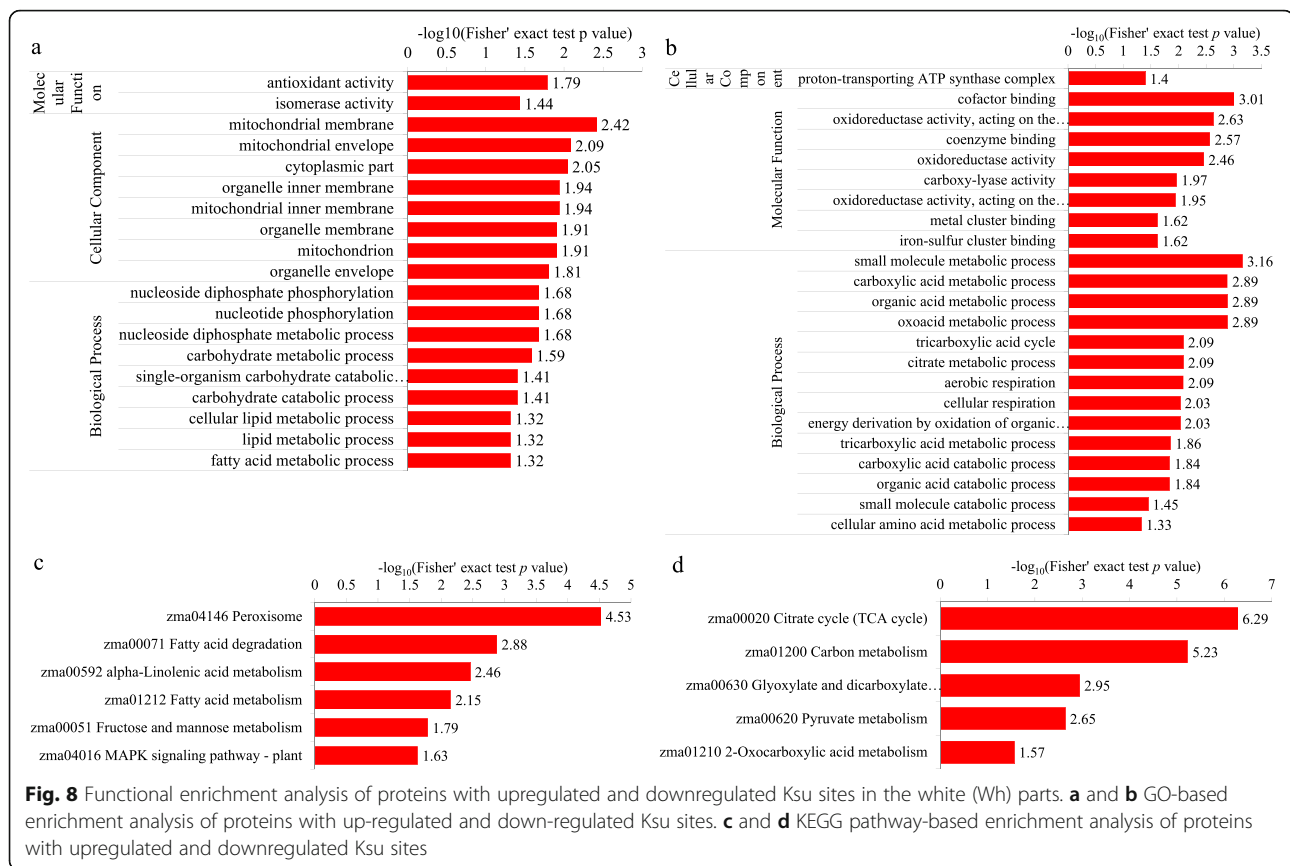 a
-log10(Fisher' exact test p value)
0 0.5 1 1.5 2 2.5 3
Molec
ular
Functi
on
antioxidant activity 1.79
isomerase activity 1.44
Cellular Component
mitochondrial membrane 2.42
mitochondrial envelope 2.09
cytoplasmic part 2.05
organelle inner membrane 1.94
mitochondrial inner membrane 1.94
organelle membrane 1.91
mitochondrion 1.91
organelle envelope 1.81
Biological Process
nucleoside diphosphate phosphorylation 1.68
nucleotide phosphorylation 1.68
nucleoside diphosphate metabolic process 1.68
carbohydrate metabolic process 1.59
single-organism carbohydrate catabolic… 1.41
carbohydrate catabolic process 1.41
cellular lipid metabolic process 1.32
lipid metabolic process 1.32
fatty acid metabolic process 1.32
b
-log10(Fisher' exact test p value)
0 0.5 1 1.5 2 2.5 3 3.5
Ce
llul
ar
Co
mp
on
ent
proton-transporting ATP synthase complex 1.4
Molecular Function
cofactor binding 3.01
oxidoreductase activity, acting on the… 2.63
coenzyme binding 2.57
oxidoreductase activity 2.46
carboxy-lyase activity 1.97
oxidoreductase activity, acting on the… 1.95
metal cluster binding 1.62
iron-sulfur cluster binding 1.62
Biological Process
small molecule metabolic process 3.16
carboxylic acid metabolic process 2.89
organic acid metabolic process 2.89
oxoacid metabolic process 2.89
tricarboxylic acid cycle 2.09
citrate metabolic process 2.09
aerobic respiration 2.09
cellular respiration 2.03
energy derivation by oxidation of organic… 2.03
tricarboxylic acid metabolic process 1.86
carboxylic acid catabolic process 1.84
organic acid catabolic process 1.84
small molecule catabolic process 1.45
cellular amino acid metabolic process 1.33
c
-log10(Fisher' exact test p value)
0 0.5 1 1.5 2 2.5 3 3.5 4 4.5 5
zma04146 Peroxisome 4.53
zma00071 Fatty acid degradation 2.88
zma00592 alpha-Linolenic acid metabolism 2.46
zma01212 Fatty acid metabolism 2.15
zma00051 Fructose and mannose metabolism 1.79
zma04016 MAPK signaling pathway - plant 1.63
d
-log10(Fisher' exact test p value)
0 1 2 3 4 5 6 7
zma00020 Citrate cycle (TCA cycle) 6.29
zma01200 Carbon metabolism 5.23
zma00630 Glyoxylate and dicarboxylate… 2.95
zma00620 Pyruvate metabolism 2.65
zma01210 2-Oxocarboxylic acid metabolism 1.57
Fig. 8 Functional enrichment analysis of proteins with upregulated and downregulated Ksu sites in the white (Wh) parts. a and b GO-based
enrichment analysis of proteins with up-regulated and down-regulated Ksu sites. c and d KEGG pathway-based enrichment analysis of proteins
with upregulated and downregulated Ksu sites